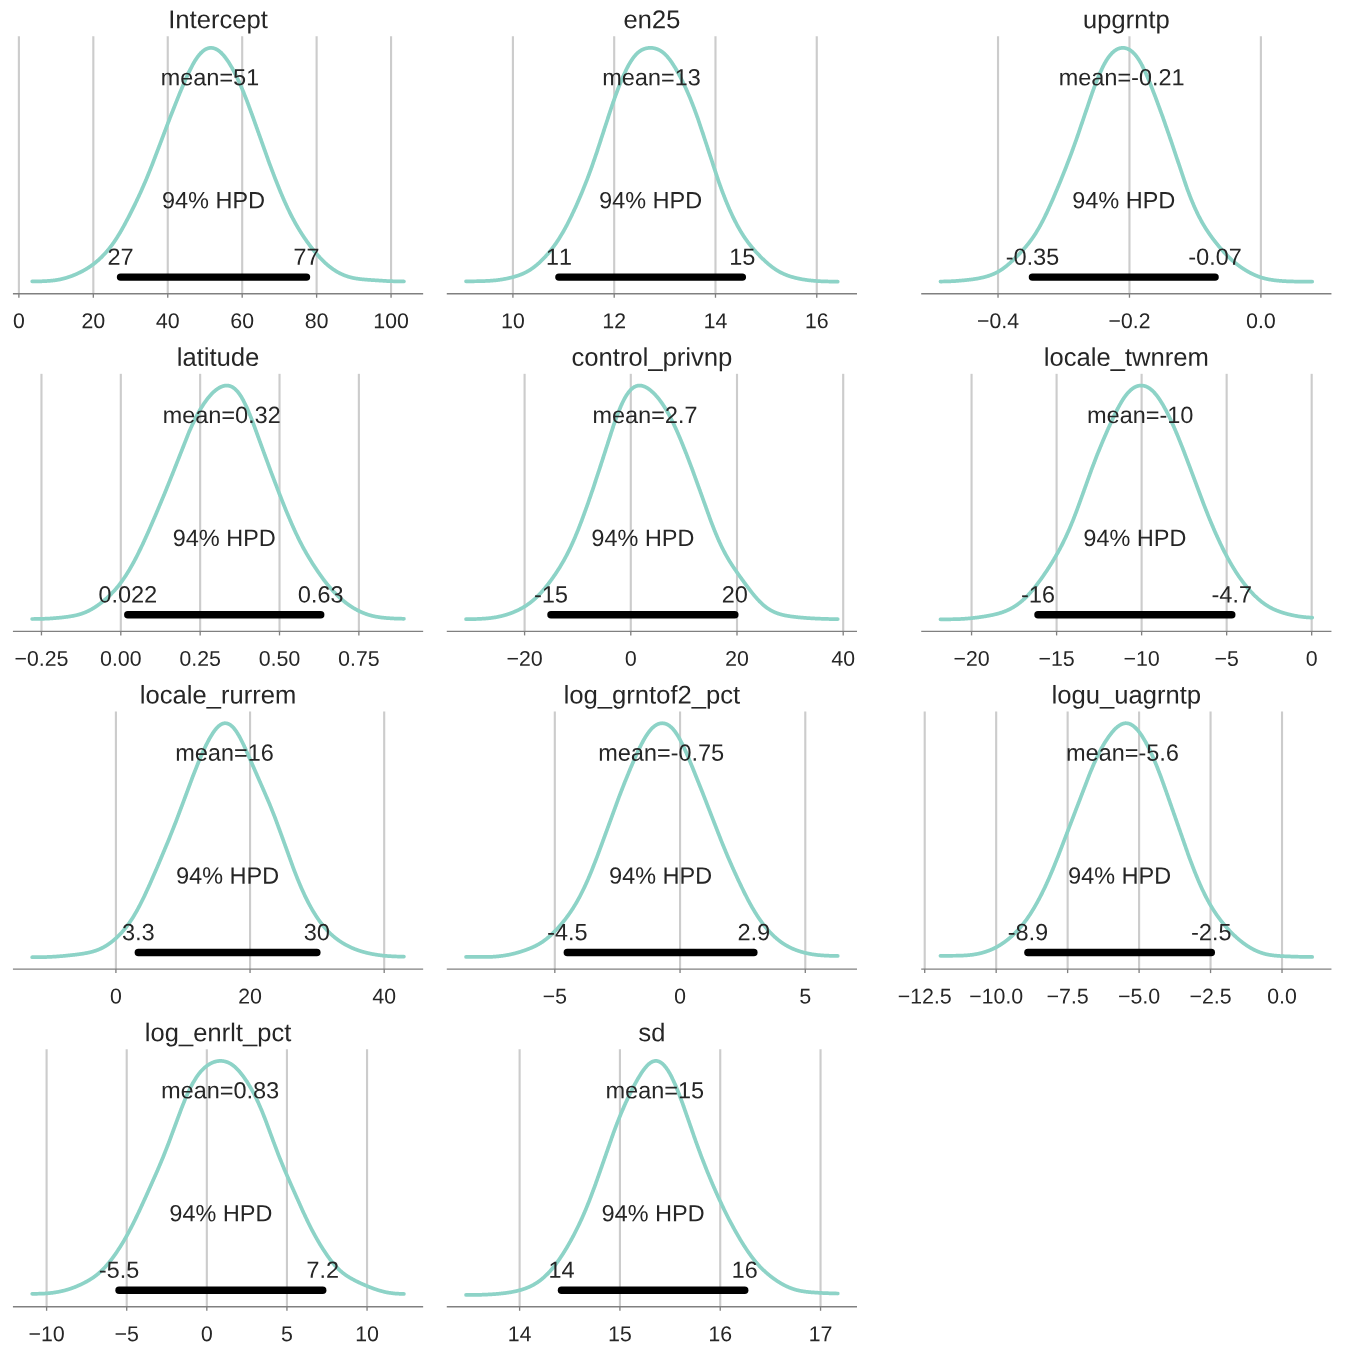 Intercept
mean=51
94% HPD
27 77
0 20 40 60 80 100
en25
mean=13
94% HPD
11 15
10 12 14 16
upgrntp
mean=-0.21
94% HPD
-0.35 -0.07
−0.4 −0.2 0.0
latitude
mean=0.32
94% HPD
0.022 0.63
−0.25 0.00 0.25 0.50 0.75
control_privnp
mean=2.7
94% HPD
-15 20
−20 0 20 40
locale_twnrem
mean=-10
94% HPD
-16 -4.7
−20 −15 −10 −5 0
locale_rurrem
mean=16
94% HPD
3.3 30
0 20 40
log_grntof2_pct
mean=-0.75
94% HPD
-4.5 2.9
−5 0 5
logu_uagrntp
mean=-5.6
94% HPD
-8.9 -2.5
−12.5 −10.0 −7.5 −5.0 −2.5 0.0
log_enrlt_pct
mean=0.83
94% HPD
-5.5 7.2
−10 −5 0 5 10
sd
mean=15
94% HPD
14 16
14 15 16 17